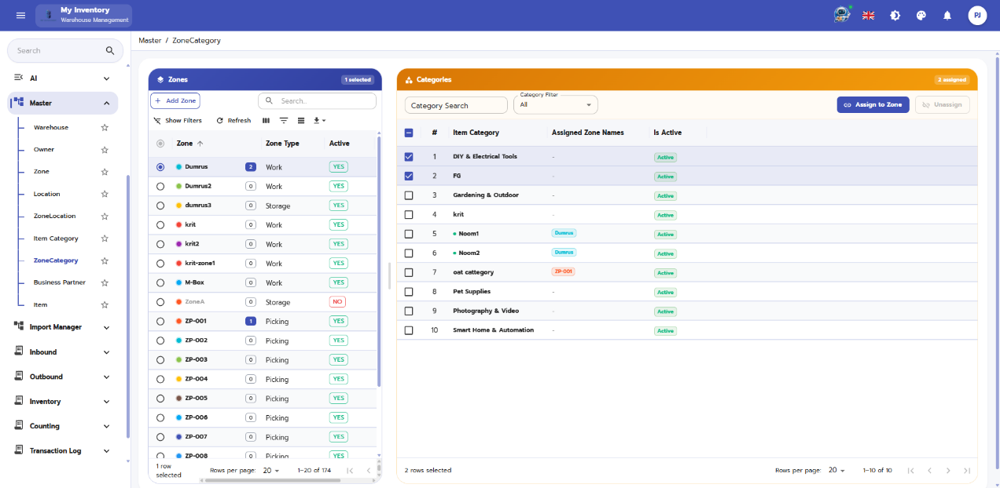 My Inventory
Warehouse Management
PJ
Search
AI
Master
Warehouse
Owner
Zone
Location
ZoneLocation
Item Category
ZoneCategory
Business Partner
Item
Import Manager
Inbound
Outbound
Inventory
Counting
Transaction Log
Master / ZoneCategory
Zones 1 selected
+ Add Zone Search...
Show Filters Refresh
Zone Zone Type Active
Dumrus 2 Work YES
Dumrus2 0 Work YES
dumrus3 0 Storage YES
krit 0 Work YES
krit2 0 Work YES
krit-zone1 0 Work YES
M-Box 0 Work YES
ZoneA 0 Storage NO
ZP-001 1 Picking YES
ZP-002 0 Picking YES
ZP-003 0 Picking YES
ZP-004 0 Picking YES
ZP-005 0 Picking YES
ZP-006 0 Picking YES
ZP-007 0 Picking YES
ZP-008 0 Picking YES
1 row selected Rows per page: 20 1–20 of 174
Categories 2 assigned
Category Search Category Filter All Assign to Zone Unassign
# Item Category Assigned Zone Names Is Active
1 DIY & Electrical Tools - Active
2 FG - Active
3 Gardening & Outdoor - Active
4 krit - Active
5 Noom1 Dumrus Active
6 Noom2 Dumrus Active
7 oat cattegory ZP-001 Active
8 Pet Supplies - Active
9 Photography & Video - Active
10 Smart Home & Automation - Active
2 rows selected Rows per page: 20 1–10 of 10